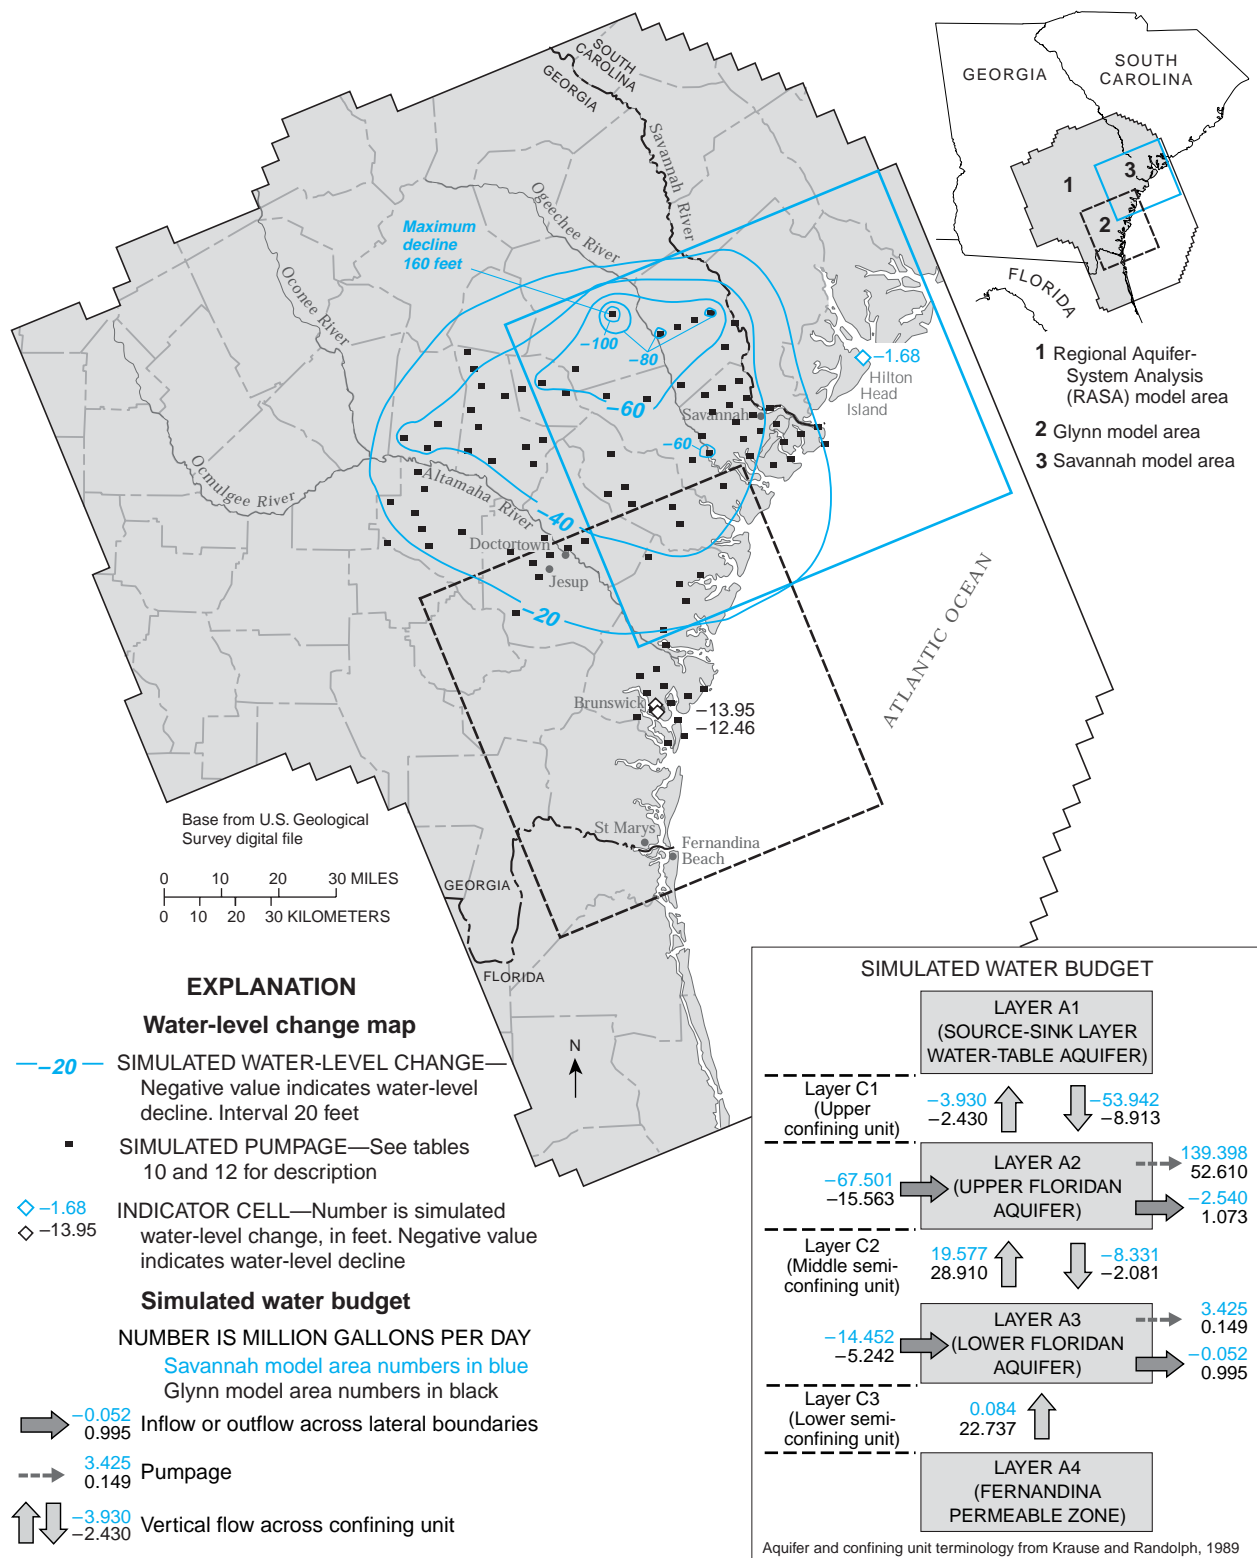 SOUTH
CAROLINA
GEORGIA
Savannah River
Ogeechee River
Oconee River
Ocmulgee River
Altamaha River
Maximum
decline
160 feet
−100
−80
−60
−60
−40
−20
Savannah
Doctortown
Jesup
Brunswick
St Marys
Fernandina
Beach
−1.68
Hilton
Head
Island
−13.95
−12.46
ATLANTIC OCEAN
GEORGIA
FLORIDA
Base from U.S. Geological
Survey digital file
0 10 20 30 MILES
0 10 20 30 KILOMETERS
N
GEORGIA
SOUTH
CAROLINA
FLORIDA
1
2
3
1 Regional Aquifer-
System Analysis
(RASA) model area
2 Glynn model area
3 Savannah model area
EXPLANATION
Water-level change map
−20 SIMULATED WATER-LEVEL CHANGE—
Negative value indicates water-level
decline. Interval 20 feet
SIMULATED PUMPAGE—See tables
10 and 12 for description
−1.68 INDICATOR CELL—Number is simulated
−13.95 water-level change, in feet. Negative value
indicates water-level decline
Simulated water budget
NUMBER IS MILLION GALLONS PER DAY
Savannah model area numbers in blue
Glynn model area numbers in black
−0.052
0.995
Inflow or outflow across lateral boundaries
3.425
0.149
Pumpage
−3.930
−2.430
Vertical flow across confining unit
SIMULATED WATER BUDGET
LAYER A1
(SOURCE-SINK LAYER
WATER-TABLE AQUIFER)
Layer C1
(Upper
confining unit)
−3.930
−2.430
−53.942
−8.913
−67.501
−15.563
LAYER A2
(UPPER FLORIDAN
AQUIFER)
139.398
52.610
−2.540
1.073
Layer C2
(Middle semi-
confining unit)
19.577
28.910
−8.331
−2.081
−14.452
−5.242
LAYER A3
(LOWER FLORIDAN
AQUIFER)
3.425
0.149
−0.052
0.995
Layer C3
(Lower semi-
confining unit)
0.084
22.737
LAYER A4
(FERNANDINA
PERMEABLE ZONE)
Aquifer and confining unit terminology from Krause and Randolph, 1989